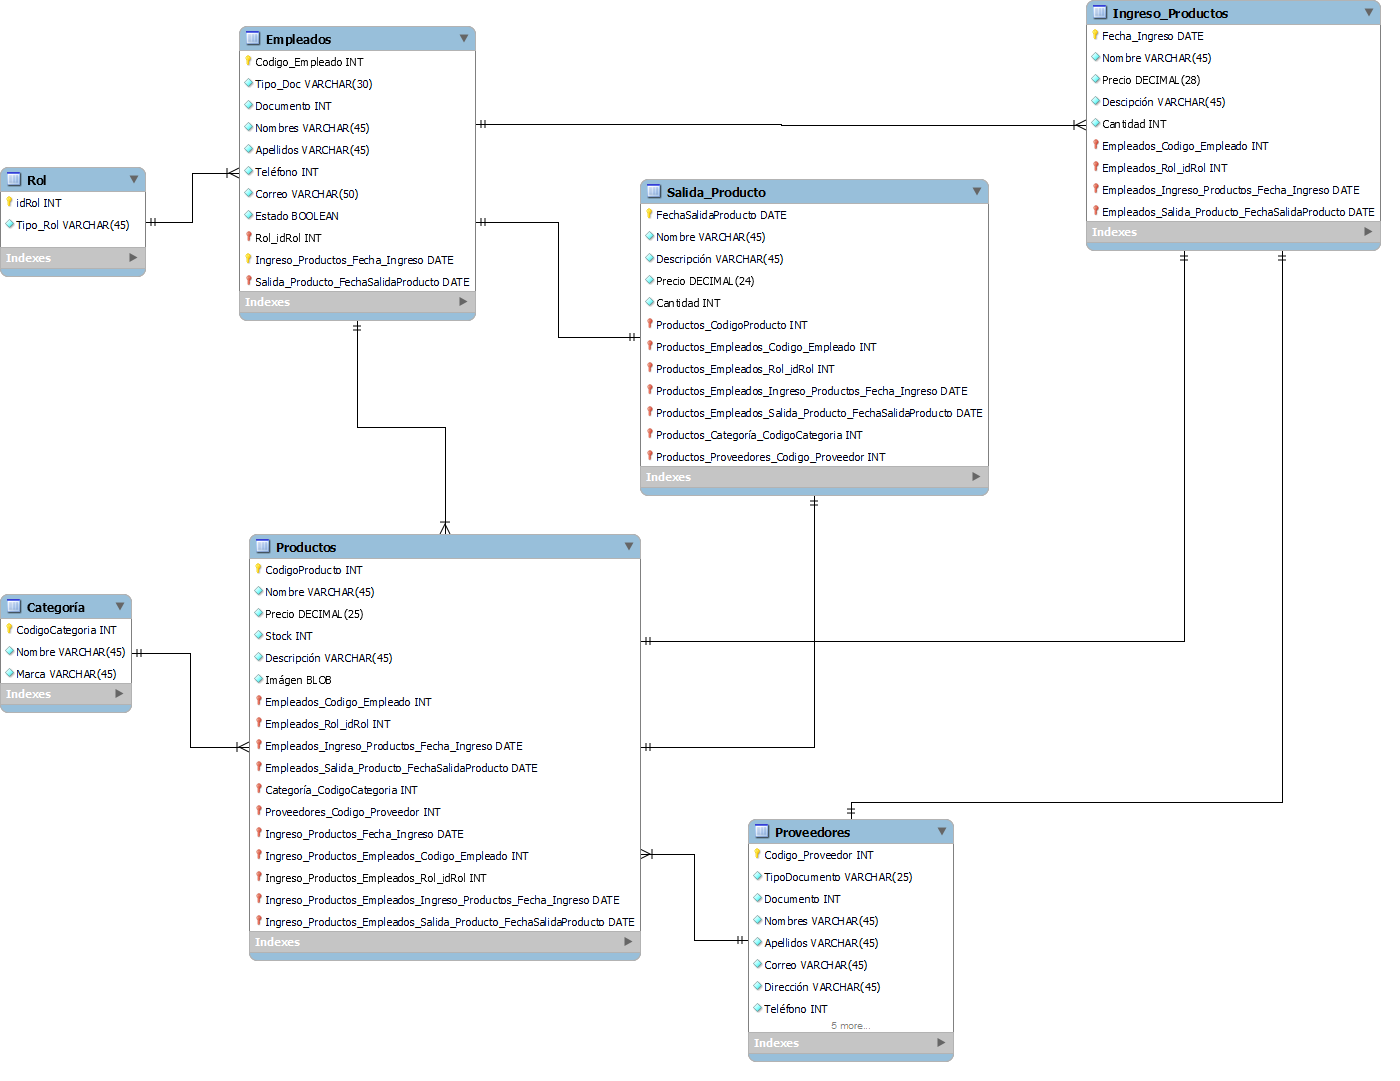 Empleados
Codigo_Empleado INT
Tipo_Doc VARCHAR(30)
Documento INT
Nombres VARCHAR(45)
Apellidos VARCHAR(45)
Teléfono INT
Correo VARCHAR(50)
Estado BOOLEAN
Rol_idRol INT
Ingreso_Productos_Fecha_Ingreso DATE
Salida_Producto_FechaSalidaProducto DATE
Indexes
Ingreso_Productos
Fecha_Ingreso DATE
Nombre VARCHAR(45)
Precio DECIMAL(28)
Descipción VARCHAR(45)
Cantidad INT
Empleados_Codigo_Empleado INT
Empleados_Rol_idRol INT
Empleados_Ingreso_Productos_Fecha_Ingreso DATE
Empleados_Salida_Producto_FechaSalidaProducto DATE
Indexes
Rol
idRol INT
Tipo_Rol VARCHAR(45)
Indexes
Salida_Producto
FechaSalidaProducto DATE
Nombre VARCHAR(45)
Descripción VARCHAR(45)
Precio DECIMAL(24)
Cantidad INT
Productos_CodigoProducto INT
Productos_Empleados_Codigo_Empleado INT
Productos_Empleados_Rol_idRol INT
Productos_Empleados_Ingreso_Productos_Fecha_Ingreso DATE
Productos_Empleados_Salida_Producto_FechaSalidaProducto DATE
Productos_Categoría_CodigoCategoria INT
Productos_Proveedores_Codigo_Proveedor INT
Indexes
Productos
CodigoProducto INT
Nombre VARCHAR(45)
Precio DECIMAL(25)
Stock INT
Descripción VARCHAR(45)
Imágen BLOB
Empleados_Codigo_Empleado INT
Empleados_Rol_idRol INT
Empleados_Ingreso_Productos_Fecha_Ingreso DATE
Empleados_Salida_Producto_FechaSalidaProducto DATE
Categoría_CodigoCategoria INT
Proveedores_Codigo_Proveedor INT
Ingreso_Productos_Fecha_Ingreso DATE
Ingreso_Productos_Empleados_Codigo_Empleado INT
Ingreso_Productos_Empleados_Rol_idRol INT
Ingreso_Productos_Empleados_Ingreso_Productos_Fecha_Ingreso DATE
Ingreso_Productos_Empleados_Salida_Producto_FechaSalidaProducto DATE
Indexes
Categoría
CodigoCategoria INT
Nombre VARCHAR(45)
Marca VARCHAR(45)
Indexes
Proveedores
Codigo_Proveedor INT
TipoDocumento VARCHAR(25)
Documento INT
Nombres VARCHAR(45)
Apellidos VARCHAR(45)
Correo VARCHAR(45)
Dirección VARCHAR(45)
Teléfono INT
5 more...
Indexes